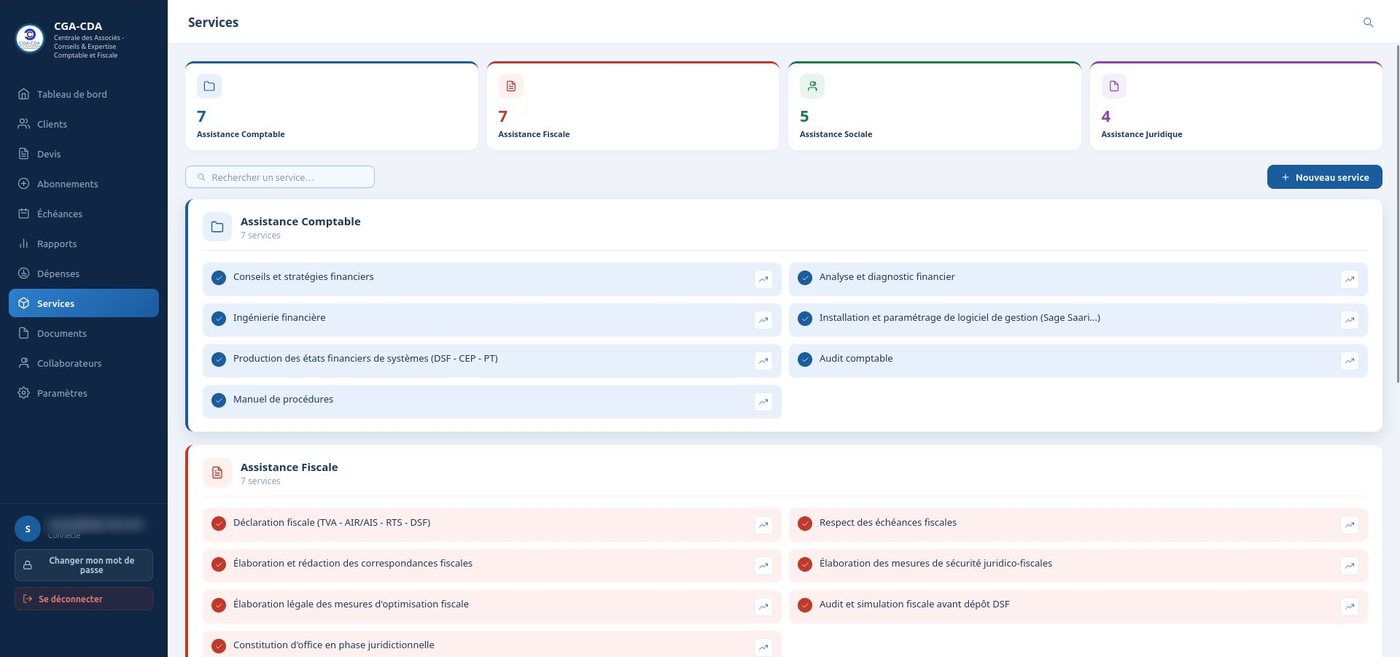 CGA-CDA
Centrale des Associés -
Conseils & Expertise
Comptable et Fiscale
Tableau de bord
Clients
Devis
Abonnements
Échéances
Rapports
Dépenses
Services
Documents
Collaborateurs
Paramètres
S
Connecté
Changer mon mot de
passe
Se déconnecter
Services
7
Assistance Comptable
7
Assistance Fiscale
5
Assistance Sociale
4
Assistance Juridique
Rechercher un service...
+ Nouveau service
Assistance Comptable
7 services
Conseils et stratégies financiers
Analyse et diagnostic financier
Ingénierie financière
Installation et paramétrage de logiciel de gestion (Sage Saari...)
Production des états financiers de systèmes (DSF - CEP - PT)
Audit comptable
Manuel de procédures
Assistance Fiscale
7 services
Déclaration fiscale (TVA - AIR/AIS - RTS - DSF)
Respect des échéances fiscales
Élaboration et rédaction des correspondances fiscales
Élaboration des mesures de sécurité juridico-fiscales
Élaboration légale des mesures d'optimisation fiscale
Audit et simulation fiscale avant dépôt DSF
Constitution d'office en phase juridictionnelle